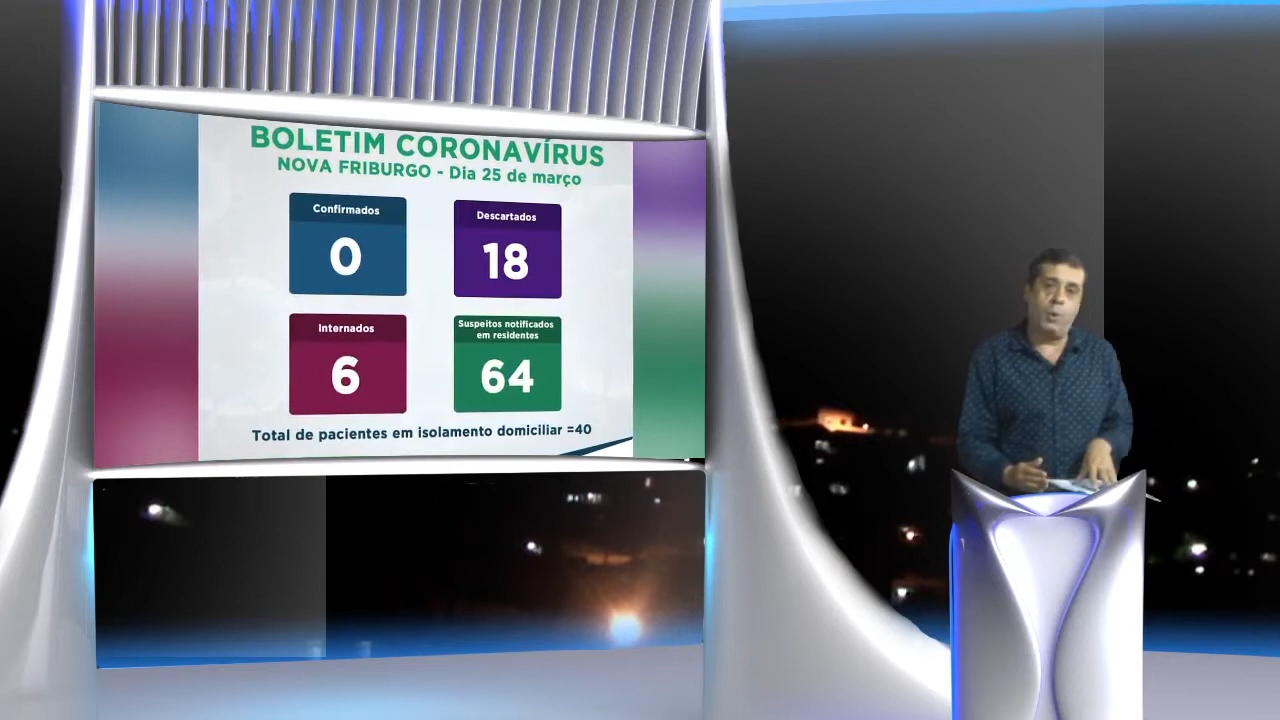 BOLETIM CORONAVÍRUS
NOVA FRIBURGO - Dia 25 de março
Confirmados
0
Descartados
18
Internados
6
Suspeitos notificados
em residentes
64
Total de pacientes em isolamento domiciliar =40